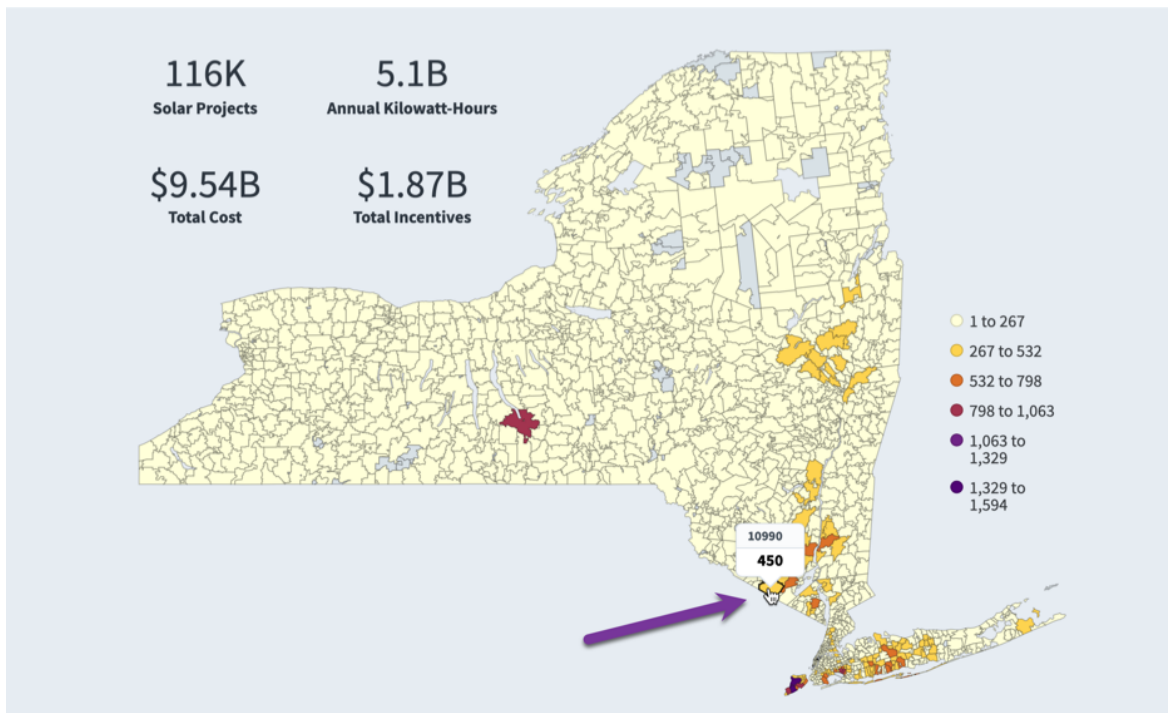 116K
Solar Projects
5.1B
Annual Kilowatt-Hours
$9.54B
Total Cost
$1.87B
Total Incentives
1 to 267
267 to 532
532 to 798
798 to 1,063
1,063 to
1,329
1,329 to
1,594
10990
450